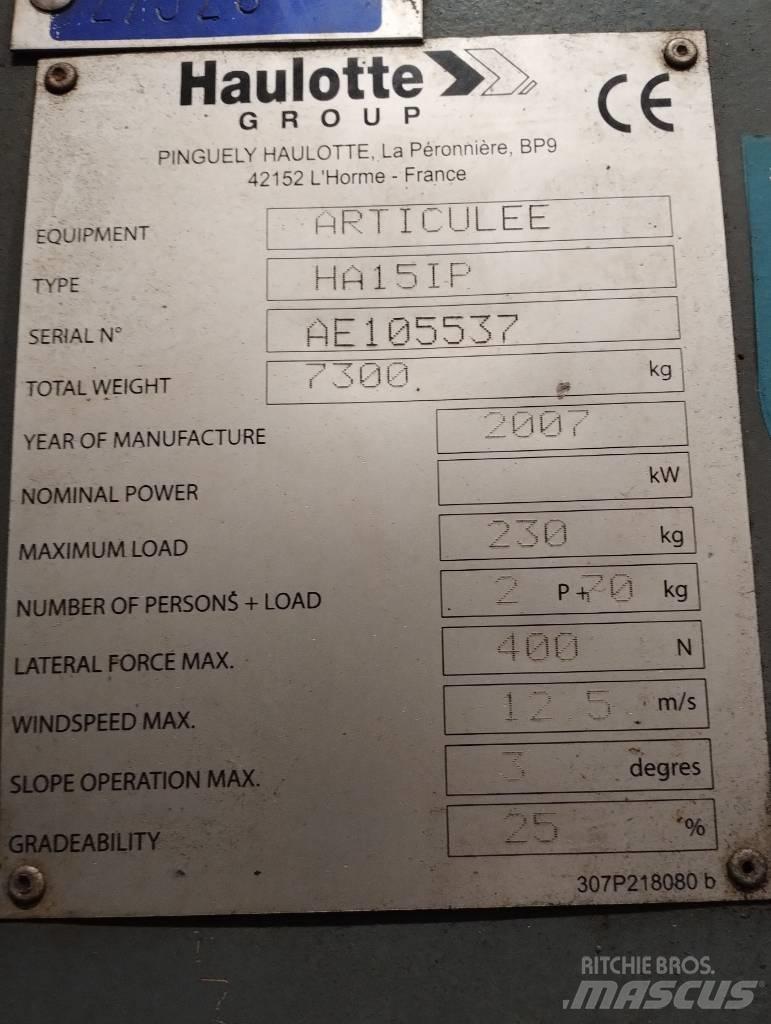 Haulotte
GROUP
CE
PINGUELY HAULOTTE, La Péronnière, BP9
42152 L'Horme - France
EQUIPMENT ARTICULEE
TYPE HA15IP
SERIAL N° AE105537
TOTAL WEIGHT 7300 kg
YEAR OF MANUFACTURE 2007
NOMINAL POWER kW
MAXIMUM LOAD 230 kg
NUMBER OF PERSONS + LOAD 2 P + 70 kg
LATERAL FORCE MAX. 400 N
WINDSPEED MAX. 12.5 m/s
SLOPE OPERATION MAX. 3 degres
GRADEABILITY 25 %
307P218080 b
RITCHIE BROS.
MASCUS